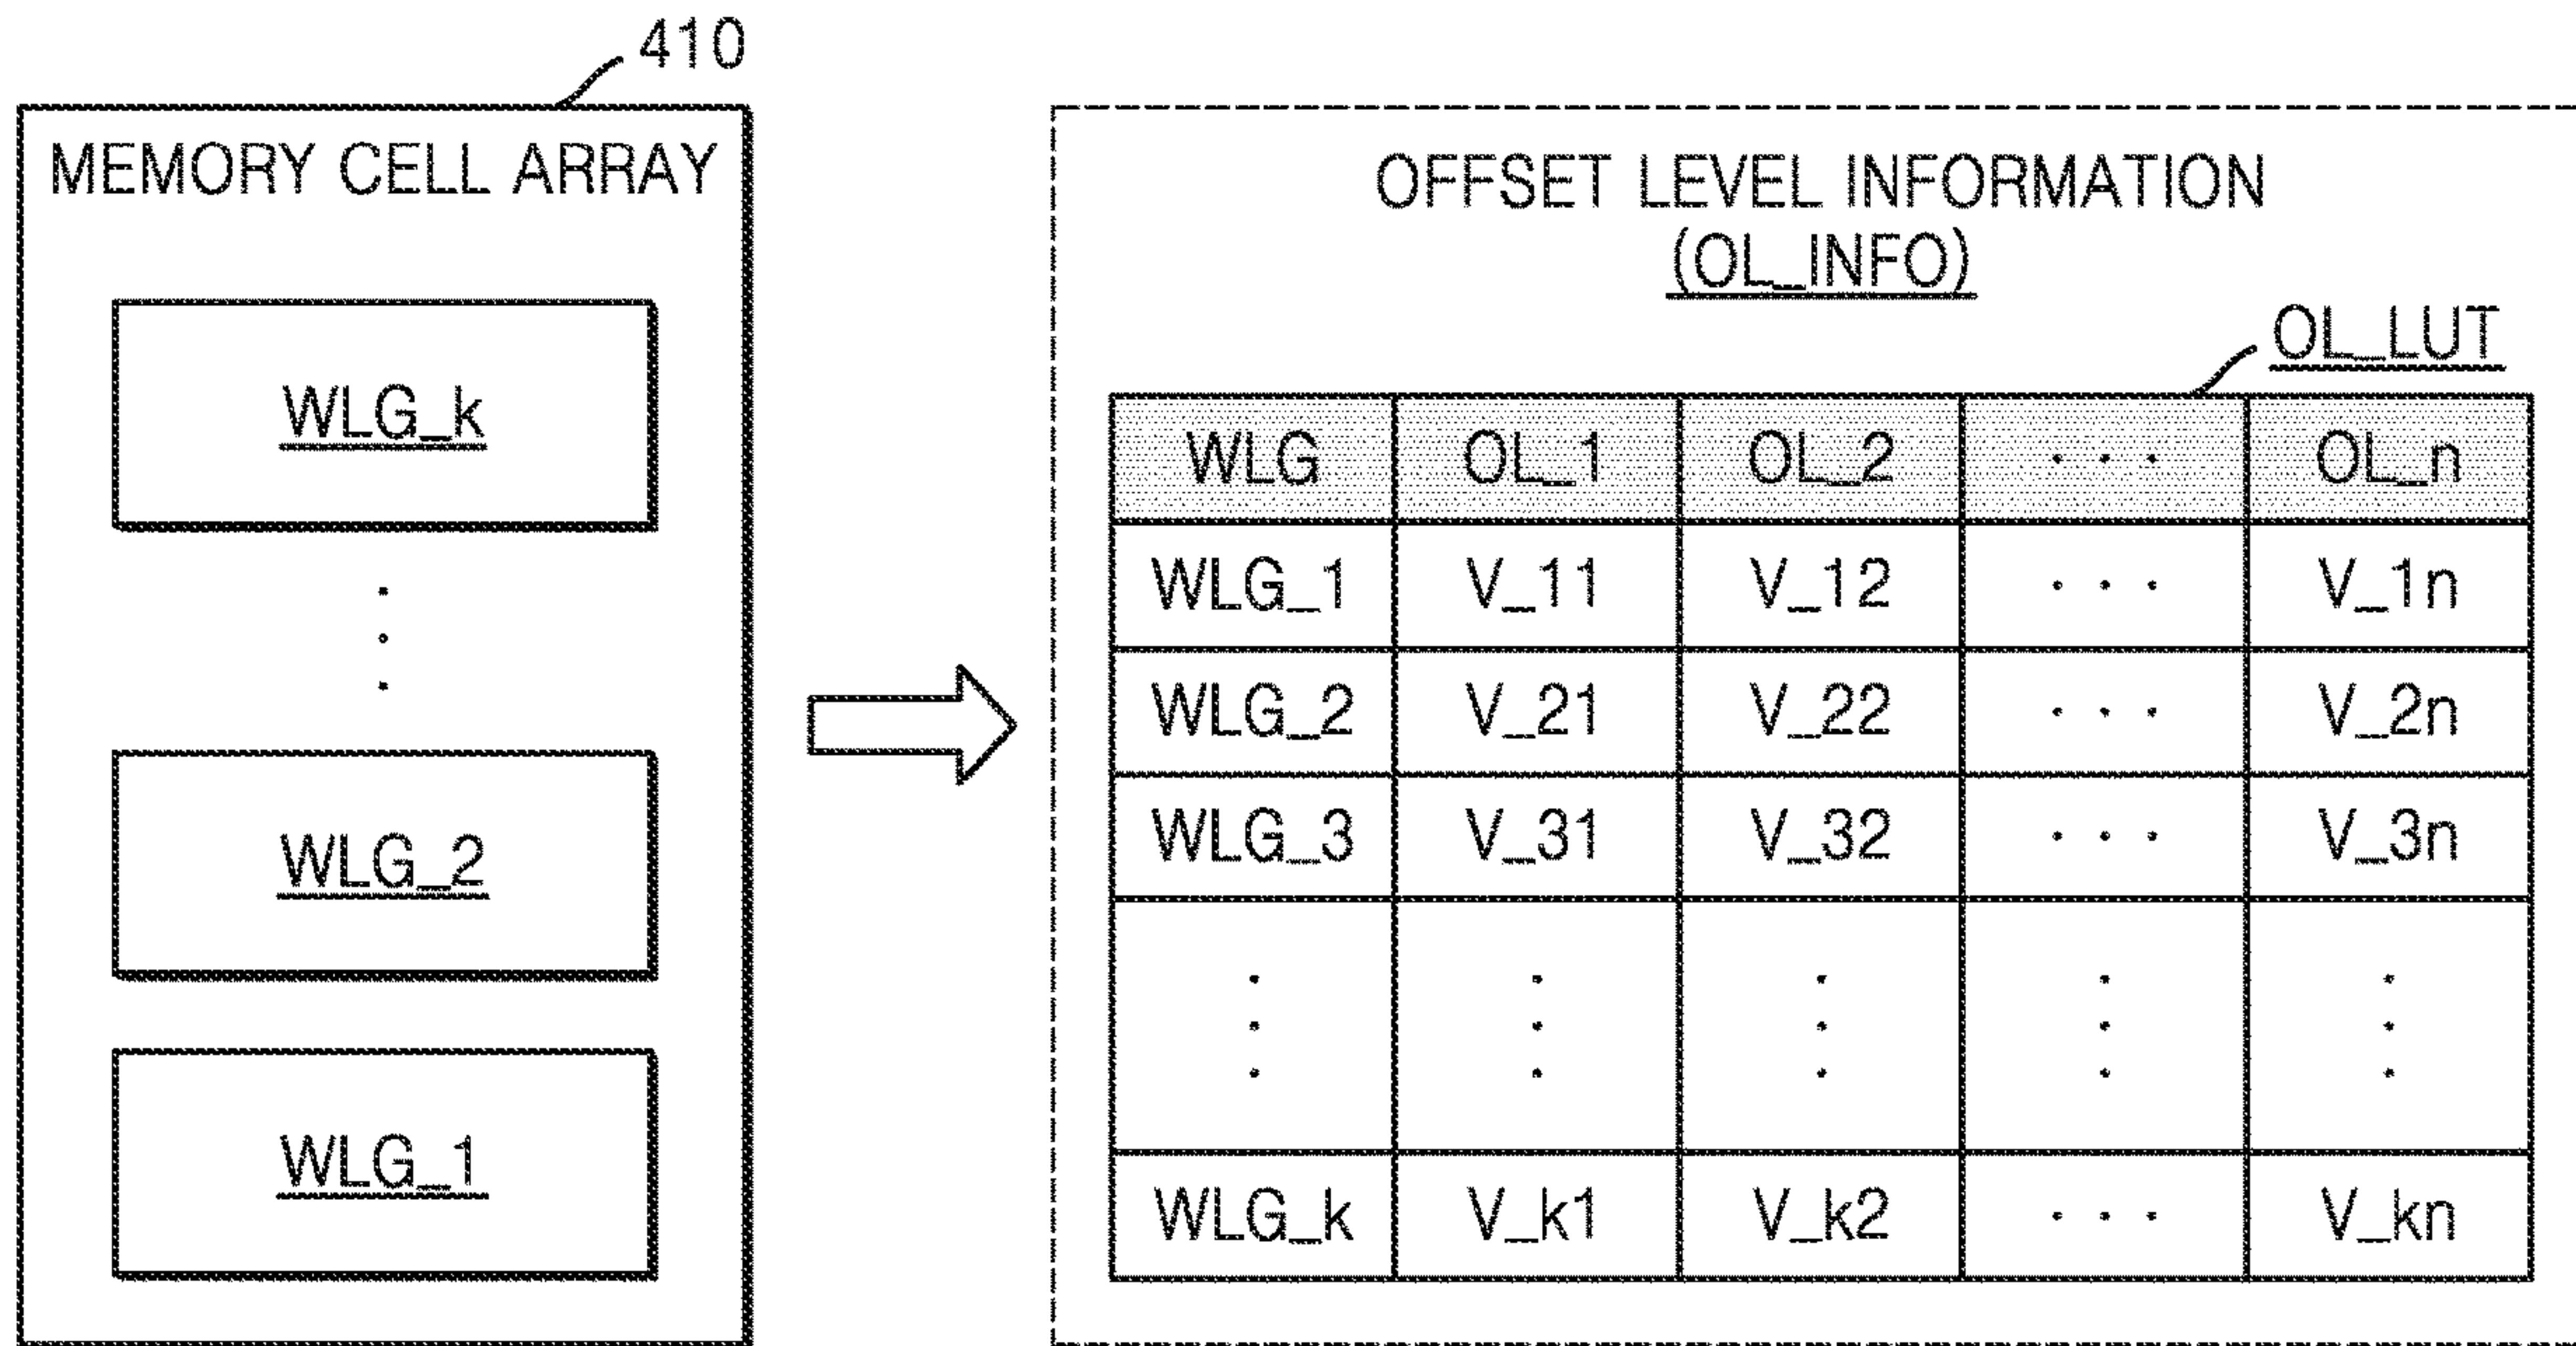 410
MEMORY CELL ARRAY
WLG_k
WLG_2
WLG_1
OFFSET LEVEL INFORMATION
(OL_INFO)
OL_LUT
WLG OL_1 OL_2 ... OL_n
WLG_1 V_11 V_12 ... V_1n
WLG_2 V_21 V_22 ... V_2n
WLG_3 V_31 V_32 ... V_3n
WLG_k V_k1 V_k2 ... V_kn